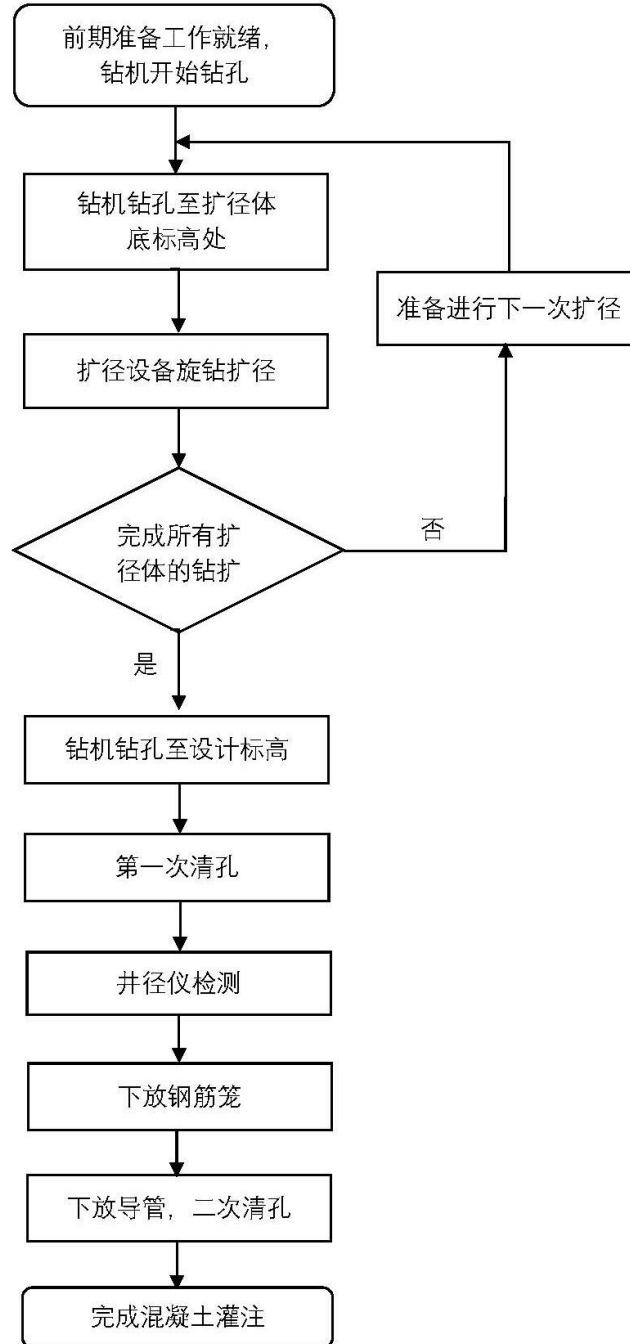 前期准备工作就绪，
钻机开始钻孔
钻机钻孔至扩径体
底标高处
准备进行下一次扩径
扩径设备旋钻扩径
完成所有扩
径体的钻扩
否
是
钻机钻孔至设计标高
第一次清孔
井径仪检测
下放钢筋笼
下放导管，二次清孔
完成混凝土灌注